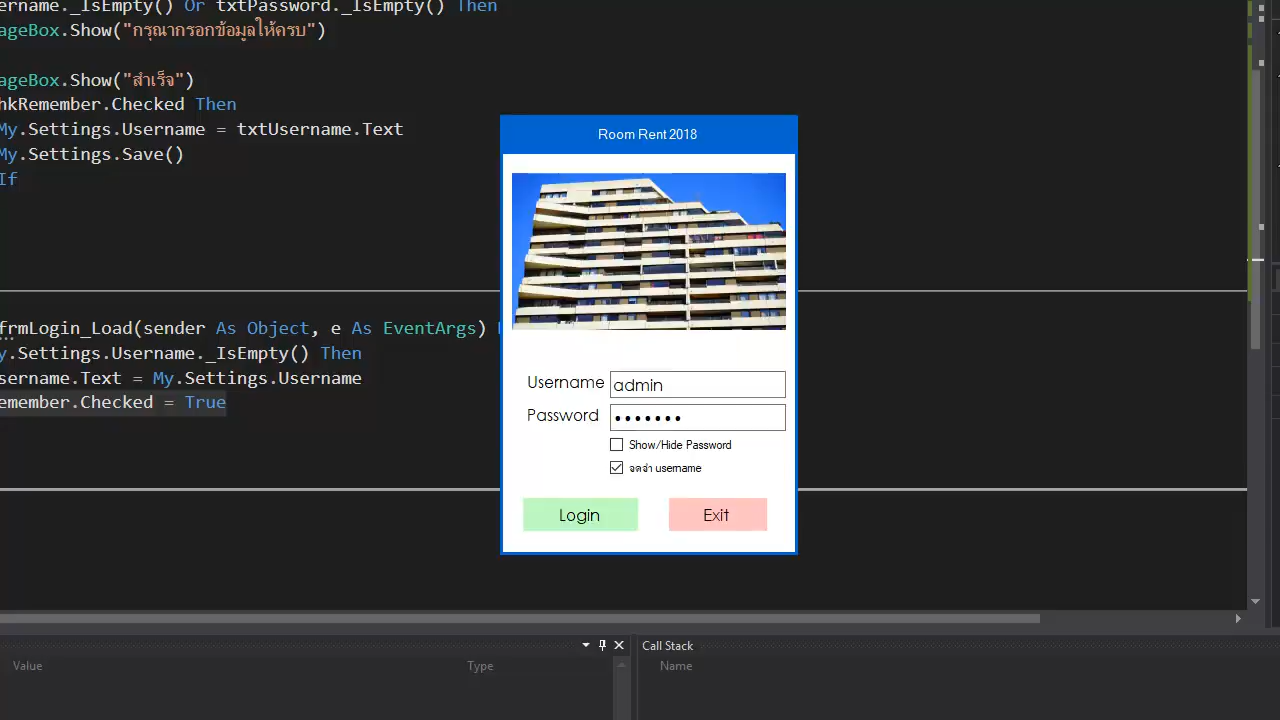 ername._IsEmpty() Or txtPassword._IsEmpty() Then
ageBox.Show("กรุณากรอกข้อมูลให้ครบ")
ageBox.Show("สำเร็จ")
hkRemember.Checked Then
My.Settings.Username = txtUsername.Text
My.Settings.Save()
If
frmLogin_Load(sender As Object, e As EventArgs)
y.Settings.Username._IsEmpty() Then
sername.Text = My.Settings.Username
emember.Checked = True
Room Rent 2018
Username admin
Password •••••••
Show/Hide Password
จดจำ username
Login Exit
Value Type
Call Stack
Name